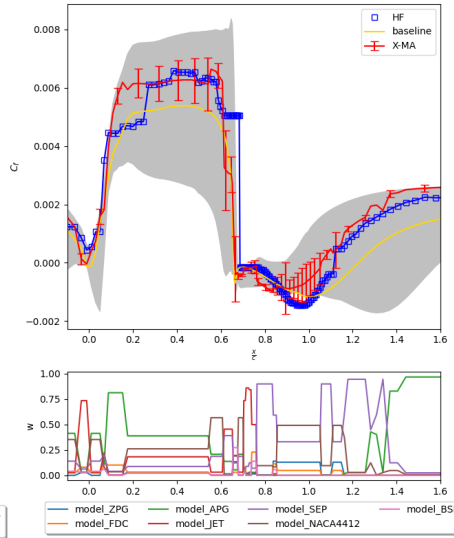 0.008
0.006
0.004
0.002
0.000
−0.002
C_f
HF
baseline
X-MA
0.0 0.2 0.4 0.6 0.8 1.0 1.2 1.4 1.6
x/c
1.00
0.75
0.50
0.25
0.00
w
0.0 0.2 0.4 0.6 0.8 1.0 1.2 1.4 1.6
model_ZPG model_APG model_SEP
model_FDC model_JET model_NACA4412